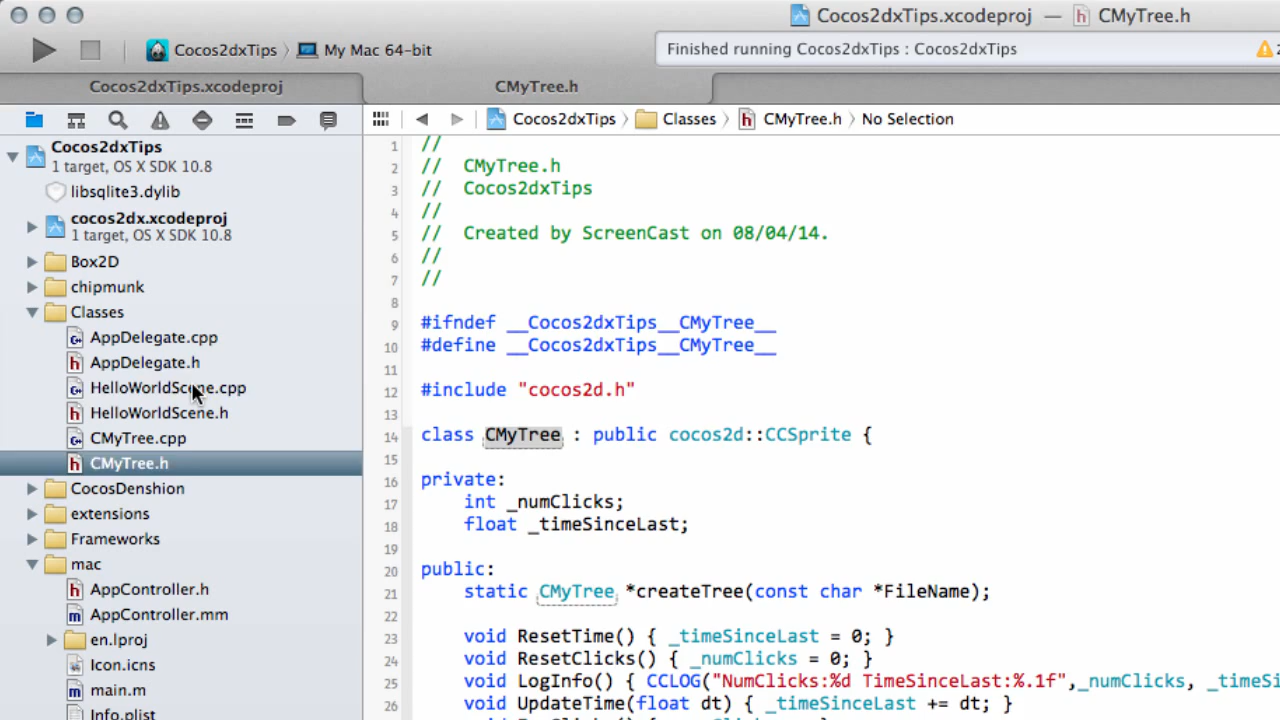 Cocos2dxTips.xcodeproj — CMyTree.h
Cocos2dxTips My Mac 64-bit
Finished running Cocos2dxTips : Cocos2dxTips
2
Cocos2dxTips.xcodeproj
CMyTree.h
Cocos2dxTips Classes CMyTree.h No Selection
Cocos2dxTips
1 target, OS X SDK 10.8
libsqlite3.dylib
cocos2dx.xcodeproj
1 target, OS X SDK 10.8
Box2D
chipmunk
Classes
AppDelegate.cpp
h AppDelegate.h
HelloWorldScene.cpp
h HelloWorldScene.h
CMyTree.cpp
h CMyTree.h
CocosDenshion
extensions
Frameworks
mac
h AppController.h
m AppController.mm
en.lproj
Icon.icns
m main.m
Info.plist
1 //
2 // CMyTree.h
3 // Cocos2dxTips
4 //
5 // Created by ScreenCast on 08/04/14.
6 //
7 //
8
9 #ifndef __Cocos2dxTips__CMyTree__
10 #define __Cocos2dxTips__CMyTree__
11
12 #include "cocos2d.h"
13
14 class CMyTree : public cocos2d::CCSprite {
15
16 private:
17 int _numClicks;
18 float _timeSinceLast;
19
20 public:
21 static CMyTree *createTree(const char *FileName);
22
23 void ResetTime() { _timeSinceLast = 0; }
24 void ResetClicks() { _numClicks = 0; }
25 void LogInfo() { CCLOG("NumClicks:%d TimeSinceLast:%.1f",_numClicks, _timeSi
26 void UpdateTime(float dt) { _timeSinceLast += dt; }